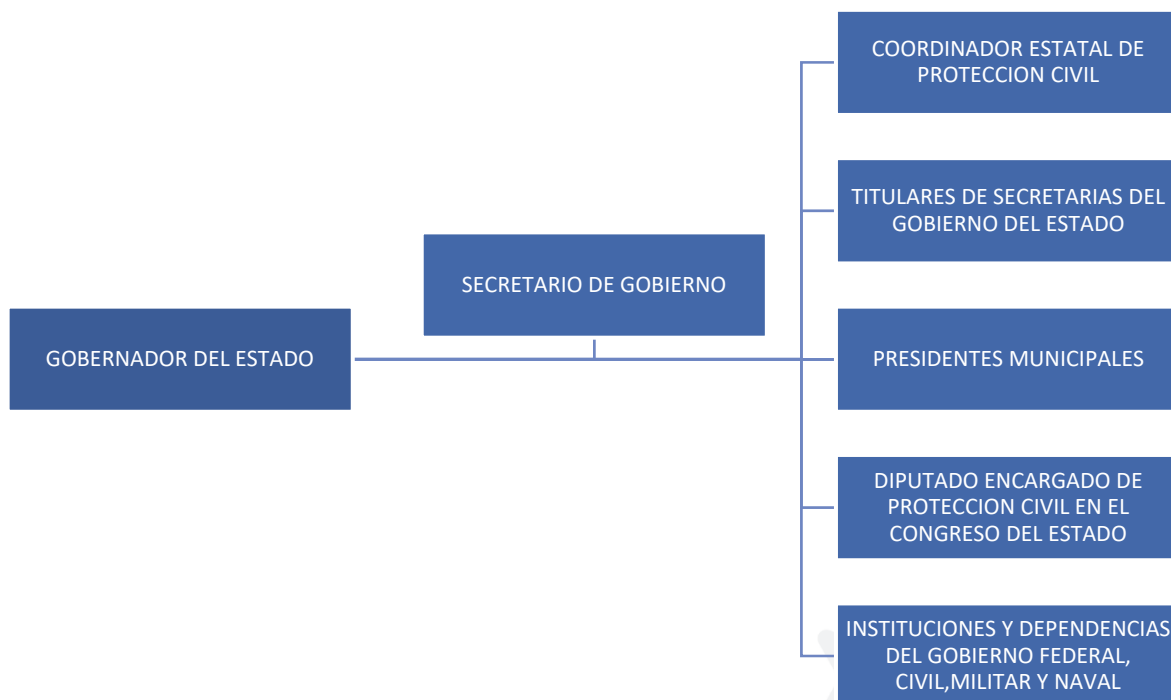 COORDINADOR ESTATAL DE
PROTECCION CIVIL
TITULARES DE SECRETARIAS DEL
GOBIERNO DEL ESTADO
SECRETARIO DE GOBIERNO
GOBERNADOR DEL ESTADO
PRESIDENTES MUNICIPALES
DIPUTADO ENCARGADO DE
PROTECCION CIVIL EN EL
CONGRESO DEL ESTADO
INSTITUCIONES Y DEPENDENCIAS
DEL GOBIERNO FEDERAL,
CIVIL,MILITAR Y NAVAL